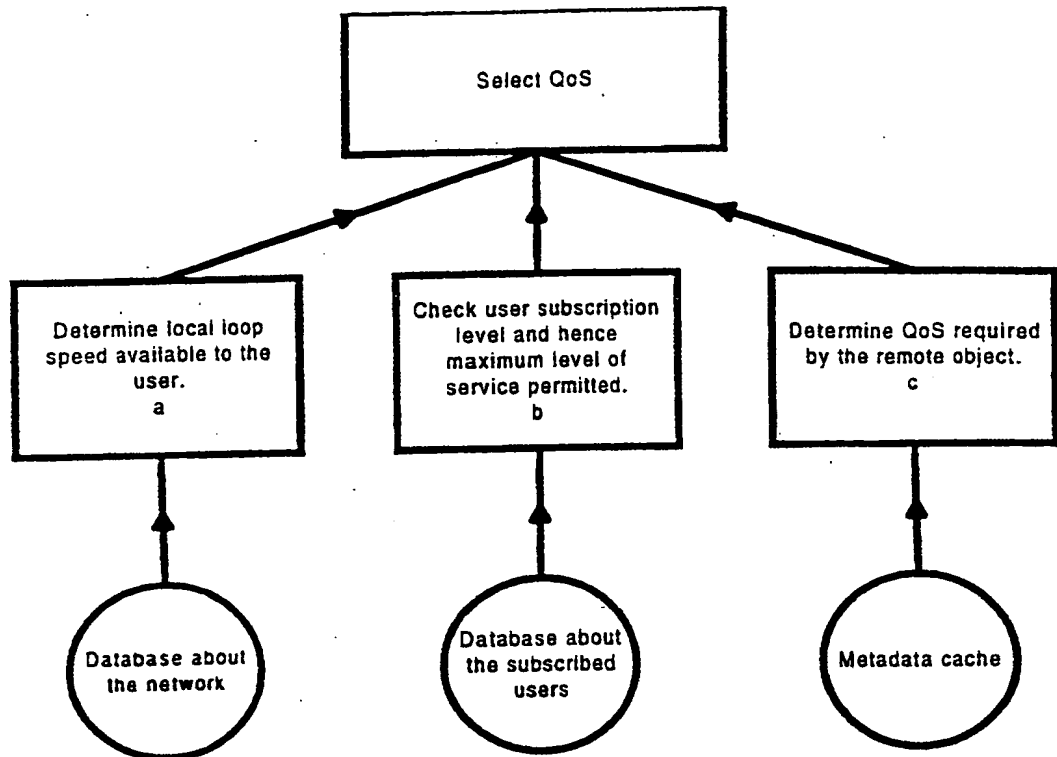 Select QoS
Determine local loop
speed available to the
user.
a
Check user subscription
level and hence
maximum level of
service permitted.
b
Determine QoS required
by the remote object.
c
Database about
the network
Database about
the subscribed
users
Metadata cache